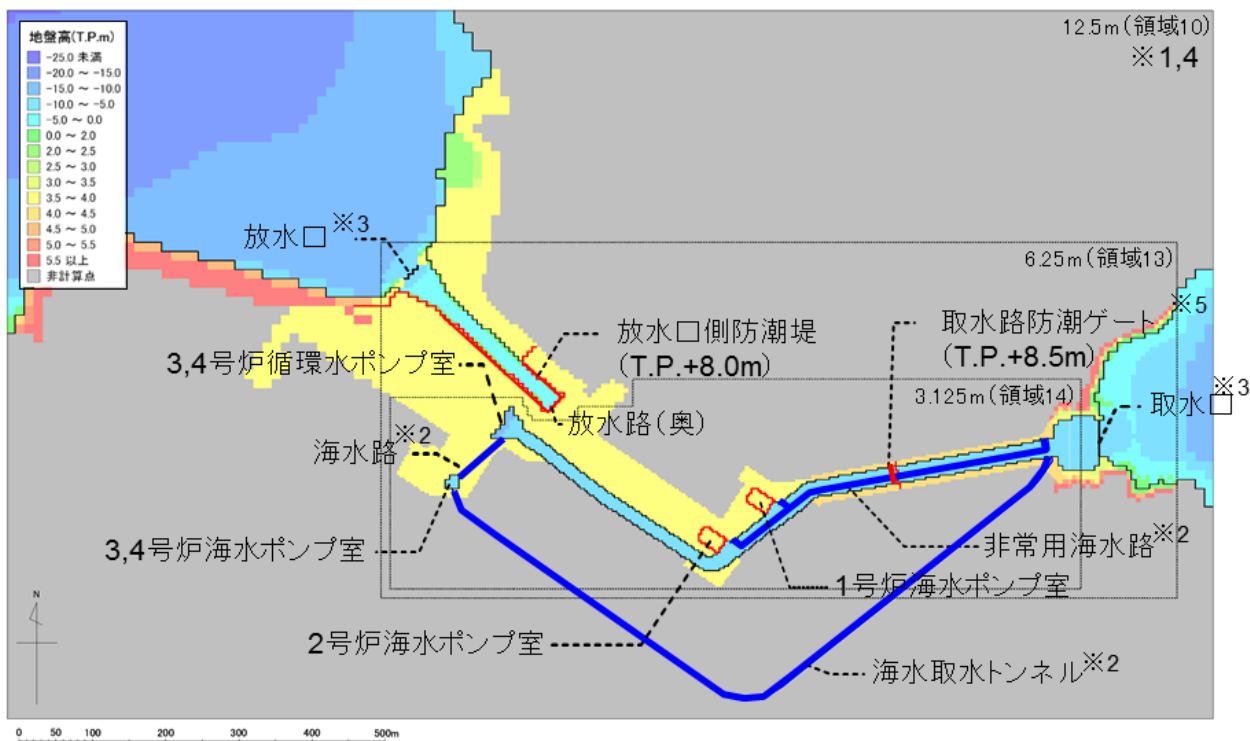 地盤高(T.P.m)
-25.0 未満
-20.0 ～ -15.0
-15.0 ～ -10.0
-10.0 ～ -5.0
-5.0 ～ 0.0
0.0 ～ 2.0
2.0 ～ 2.5
2.5 ～ 3.0
3.0 ～ 3.5
3.5 ～ 4.0
4.0 ～ 4.5
4.5 ～ 5.0
5.0 ～ 5.5
5.5 以上
非計算点
12.5m(領域10)
※1,4
放水口※3
6.25m(領域13)
放水口側防潮堤
(T.P.+8.0m)
取水路防潮ゲート※5
(T.P.+8.5m)
3,4号炉循環水ポンプ室
3.125m(領域14)
取水口※3
放水路(奥)
海水路※2
3,4号炉海水ポンプ室
非常用海水路※2
1号炉海水ポンプ室
2号炉海水ポンプ室
海水取水トンネル※2
N
0 50 100 200 300 400 500m